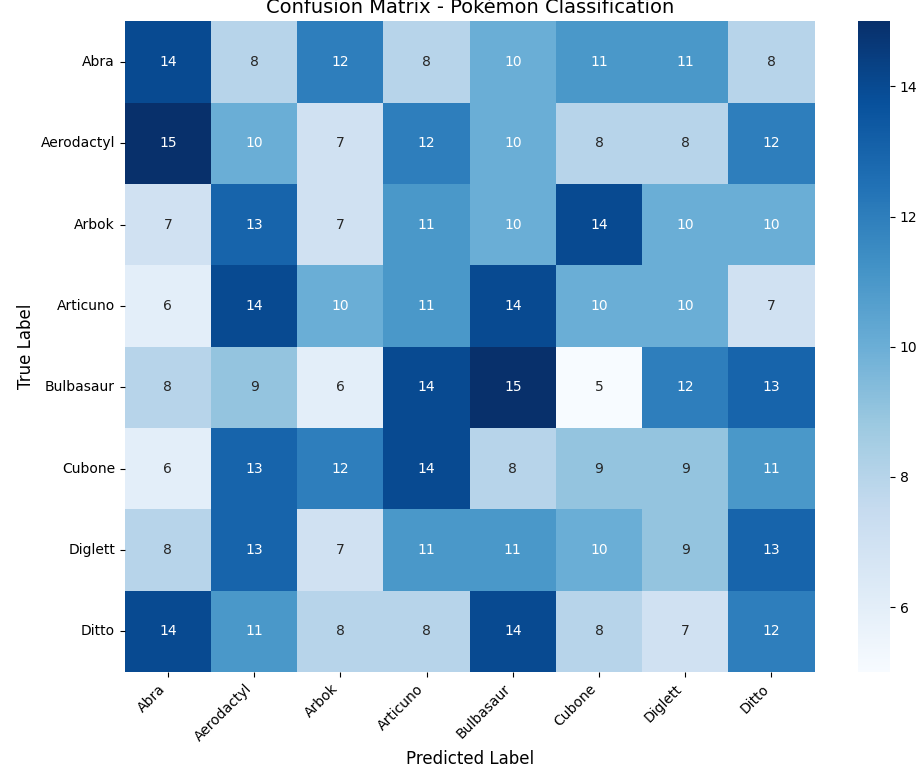 Confusion Matrix - Pokémon Classification
Abra 14 8 12 8 10 11 11 8
Aerodactyl 15 10 7 12 10 8 8 12
Arbok 7 13 7 11 10 14 10 10
Articuno 6 14 10 11 14 10 10 7
Bulbasaur 8 9 6 14 15 5 12 13
Cubone 6 13 12 14 8 9 9 11
Diglett 8 13 7 11 11 10 9 13
Ditto 14 11 8 8 14 8 7 12
True Label
Abra Aerodactyl Arbok Articuno Bulbasaur Cubone Diglett Ditto
Predicted Label
14
12
10
8
6